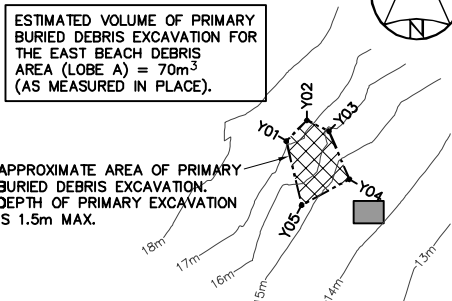 ESTIMATED VOLUME OF PRIMARY
BURIED DEBRIS EXCAVATION FOR
THE EAST BEACH DEBRIS
AREA (LOBE A) = 70m³
(AS MEASURED IN PLACE).
N
Y02
Y03
Y01
APPROXIMATE AREA OF PRIMARY
BURIED DEBRIS EXCAVATION.
DEPTH OF PRIMARY EXCAVATION
IS 1.5m MAX.
Y04
Y05
18m
17m
16m
15m
14m
13m